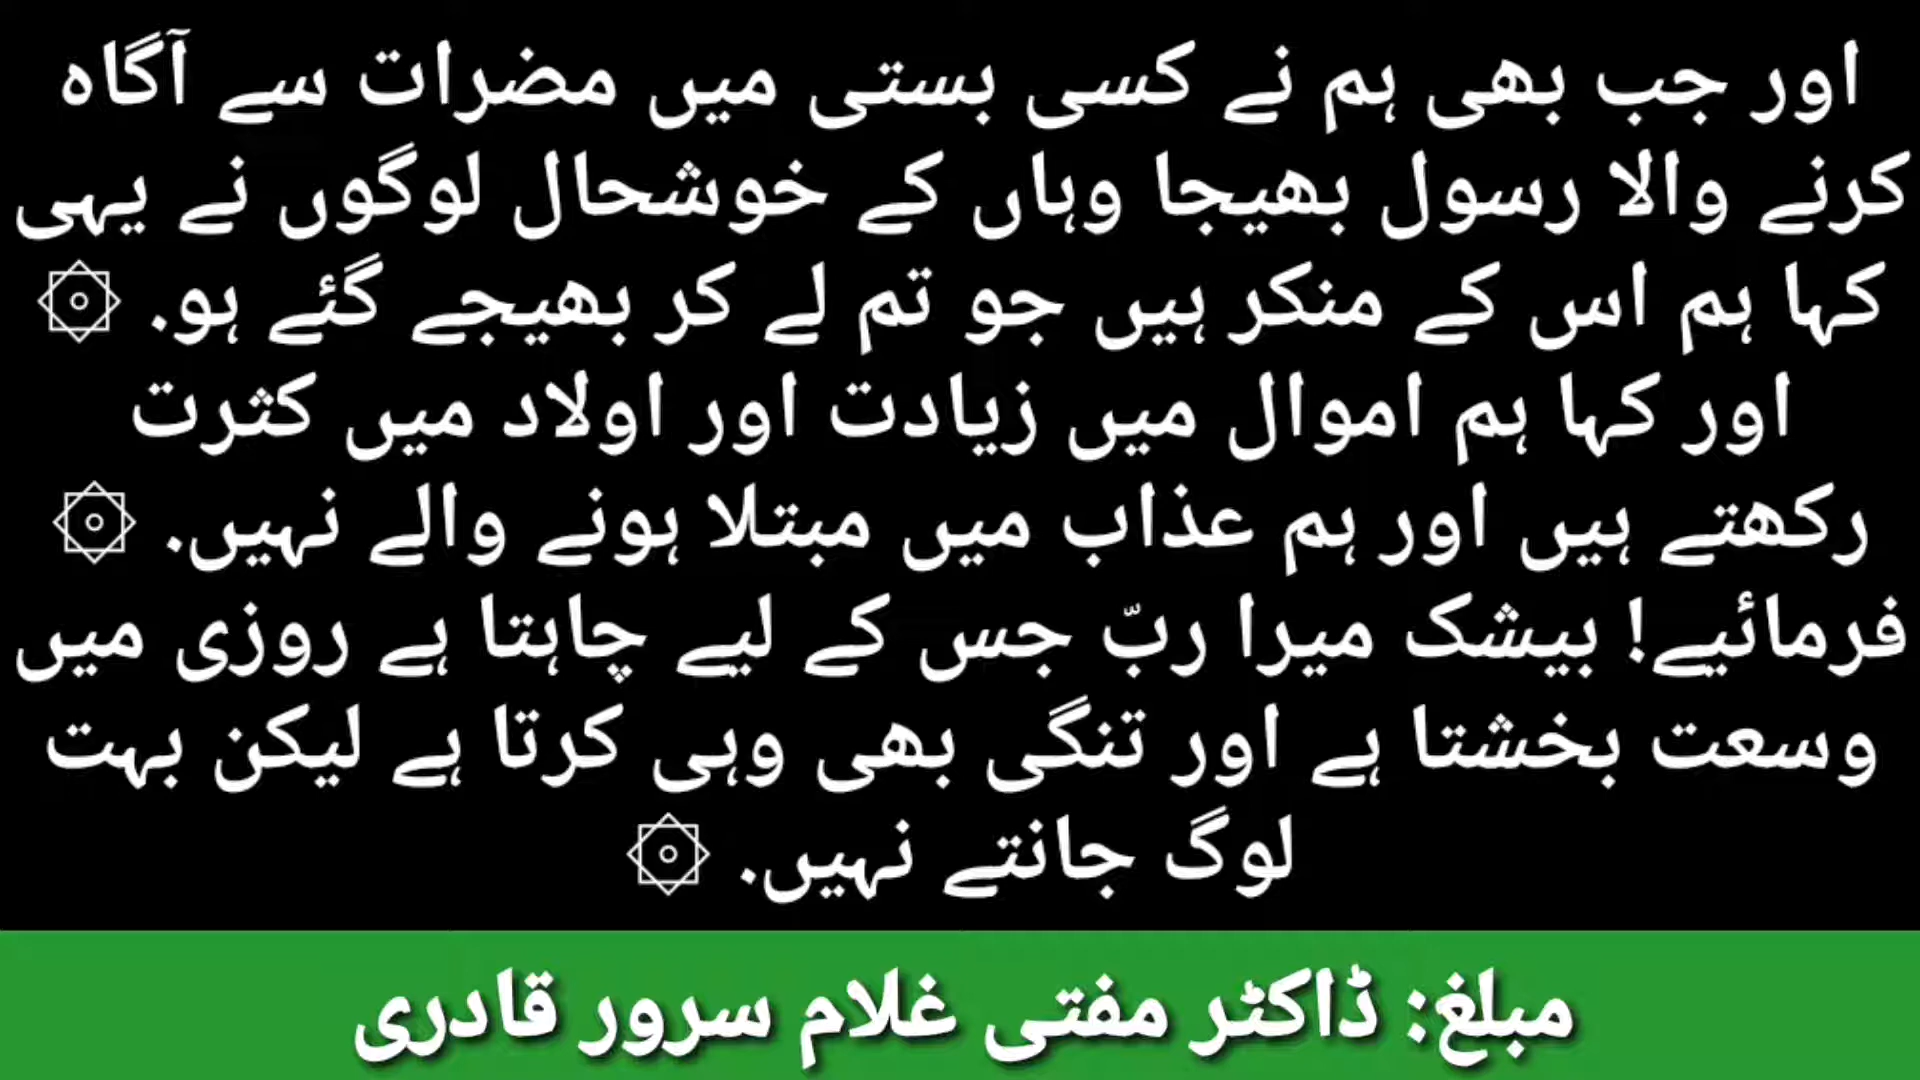 اور جب بھی ہم نے کسی بستی میں مضرات سے آگاہ
کرنے والا رسول بھیجا وہاں کے خوشحال لوگوں نے یہی
کہا ہم اس کے منکر ہیں جو تم لے کر بھیجے گئے ہو. ۞
اور کہا ہم اموال میں زیادت اور اولاد میں کثرت
رکھتے ہیں اور ہم عذاب میں مبتلا ہونے والے نہیں. ۞
فرمائیے! بیشک میرا ربّ جس کے لیے چاہتا ہے روزی میں
وسعت بخشتا ہے اور تنگی بھی وہی کرتا ہے لیکن بہت
لوگ جانتے نہیں. ۞
مبلغ: ڈاکٹر مفتی غلام سرور قادری